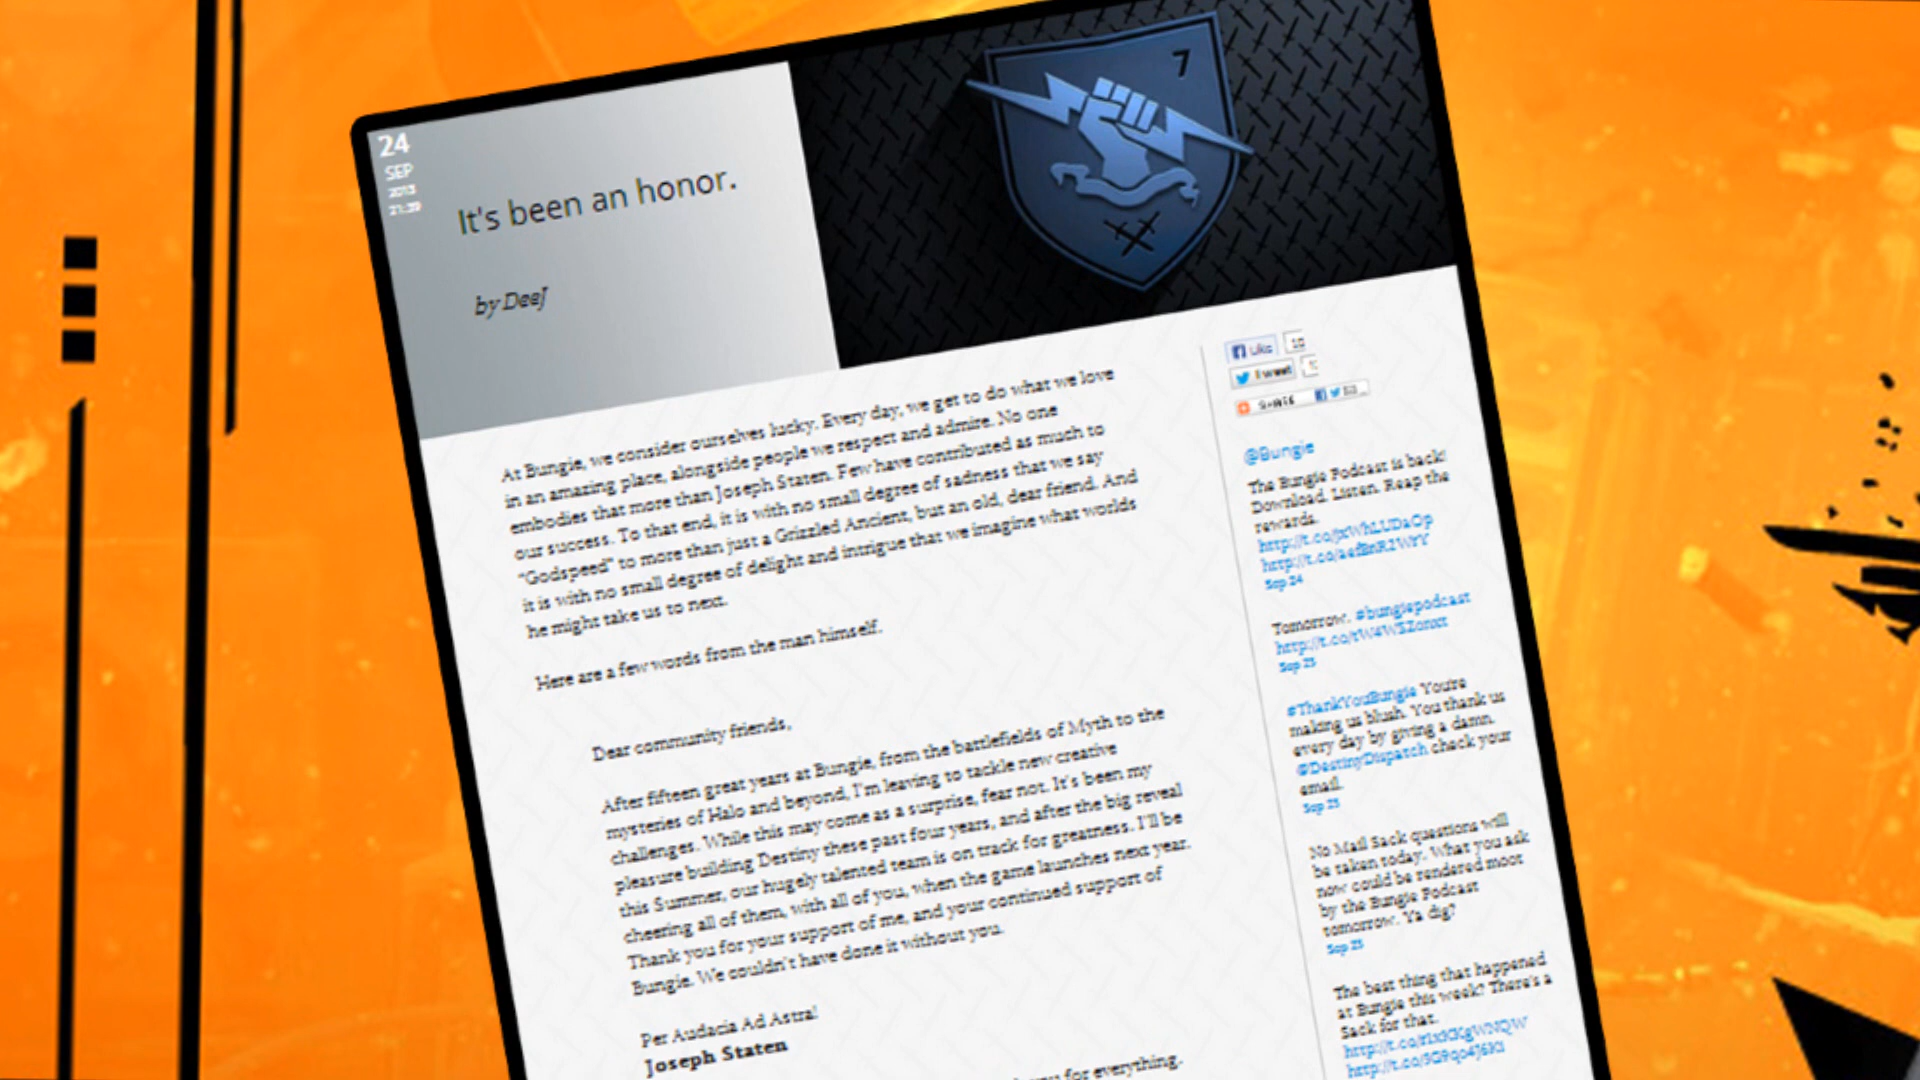 24
SEP
2013
21:39
It's been an honor.
by DeeJ
7
At Bungie, we consider ourselves lucky. Every day, we get to do what we love
in an amazing place, alongside people we respect and admire. No one
embodies that more than Joseph Staten. Few have contributed as much to
our success. To that end, it is with no small degree of sadness that we say
“Godspeed” to more than just a Grizzled Ancient, but an old, dear friend. And
it is with no small degree of delight and intrigue that we imagine what worlds
he might take us to next.
Here are a few words from the man himself.
Dear community friends,
After fifteen great years at Bungie, from the battlefields of Myth to the
mysteries of Halo and beyond, I'm leaving to tackle new creative
challenges. While this may come as a surprise, fear not. It's been my
pleasure building Destiny these past four years, and after the big reveal
this Summer, our hugely talented team is on track for greatness. I'll be
cheering all of them, with all of you, when the game launches next year.
Thank you for your support of me, and your continued support of
Bungie. We couldn't have done it without you.
Per Audacia Ad Astra!
Joseph Staten
you for everything.
Like
Tweet
SHARE
@Bungie
The Bungie Podcast is back!
Download. Listen. Reap the
rewards.
Sep 24
Tomorrow. #bungiepodcast
Sep 23
#ThankYouBungie You're
making us blush. You thank us
every day by giving a damn.
@DestinyDispatch check your
email.
Sep 23
No Mail Sack questions will
be taken today. What you ask
now could be rendered moot
by the Bungie Podcast
tomorrow. Ya dig?
Sep 23
The best thing that happened
at Bungie this week? There's a
Sack for that.